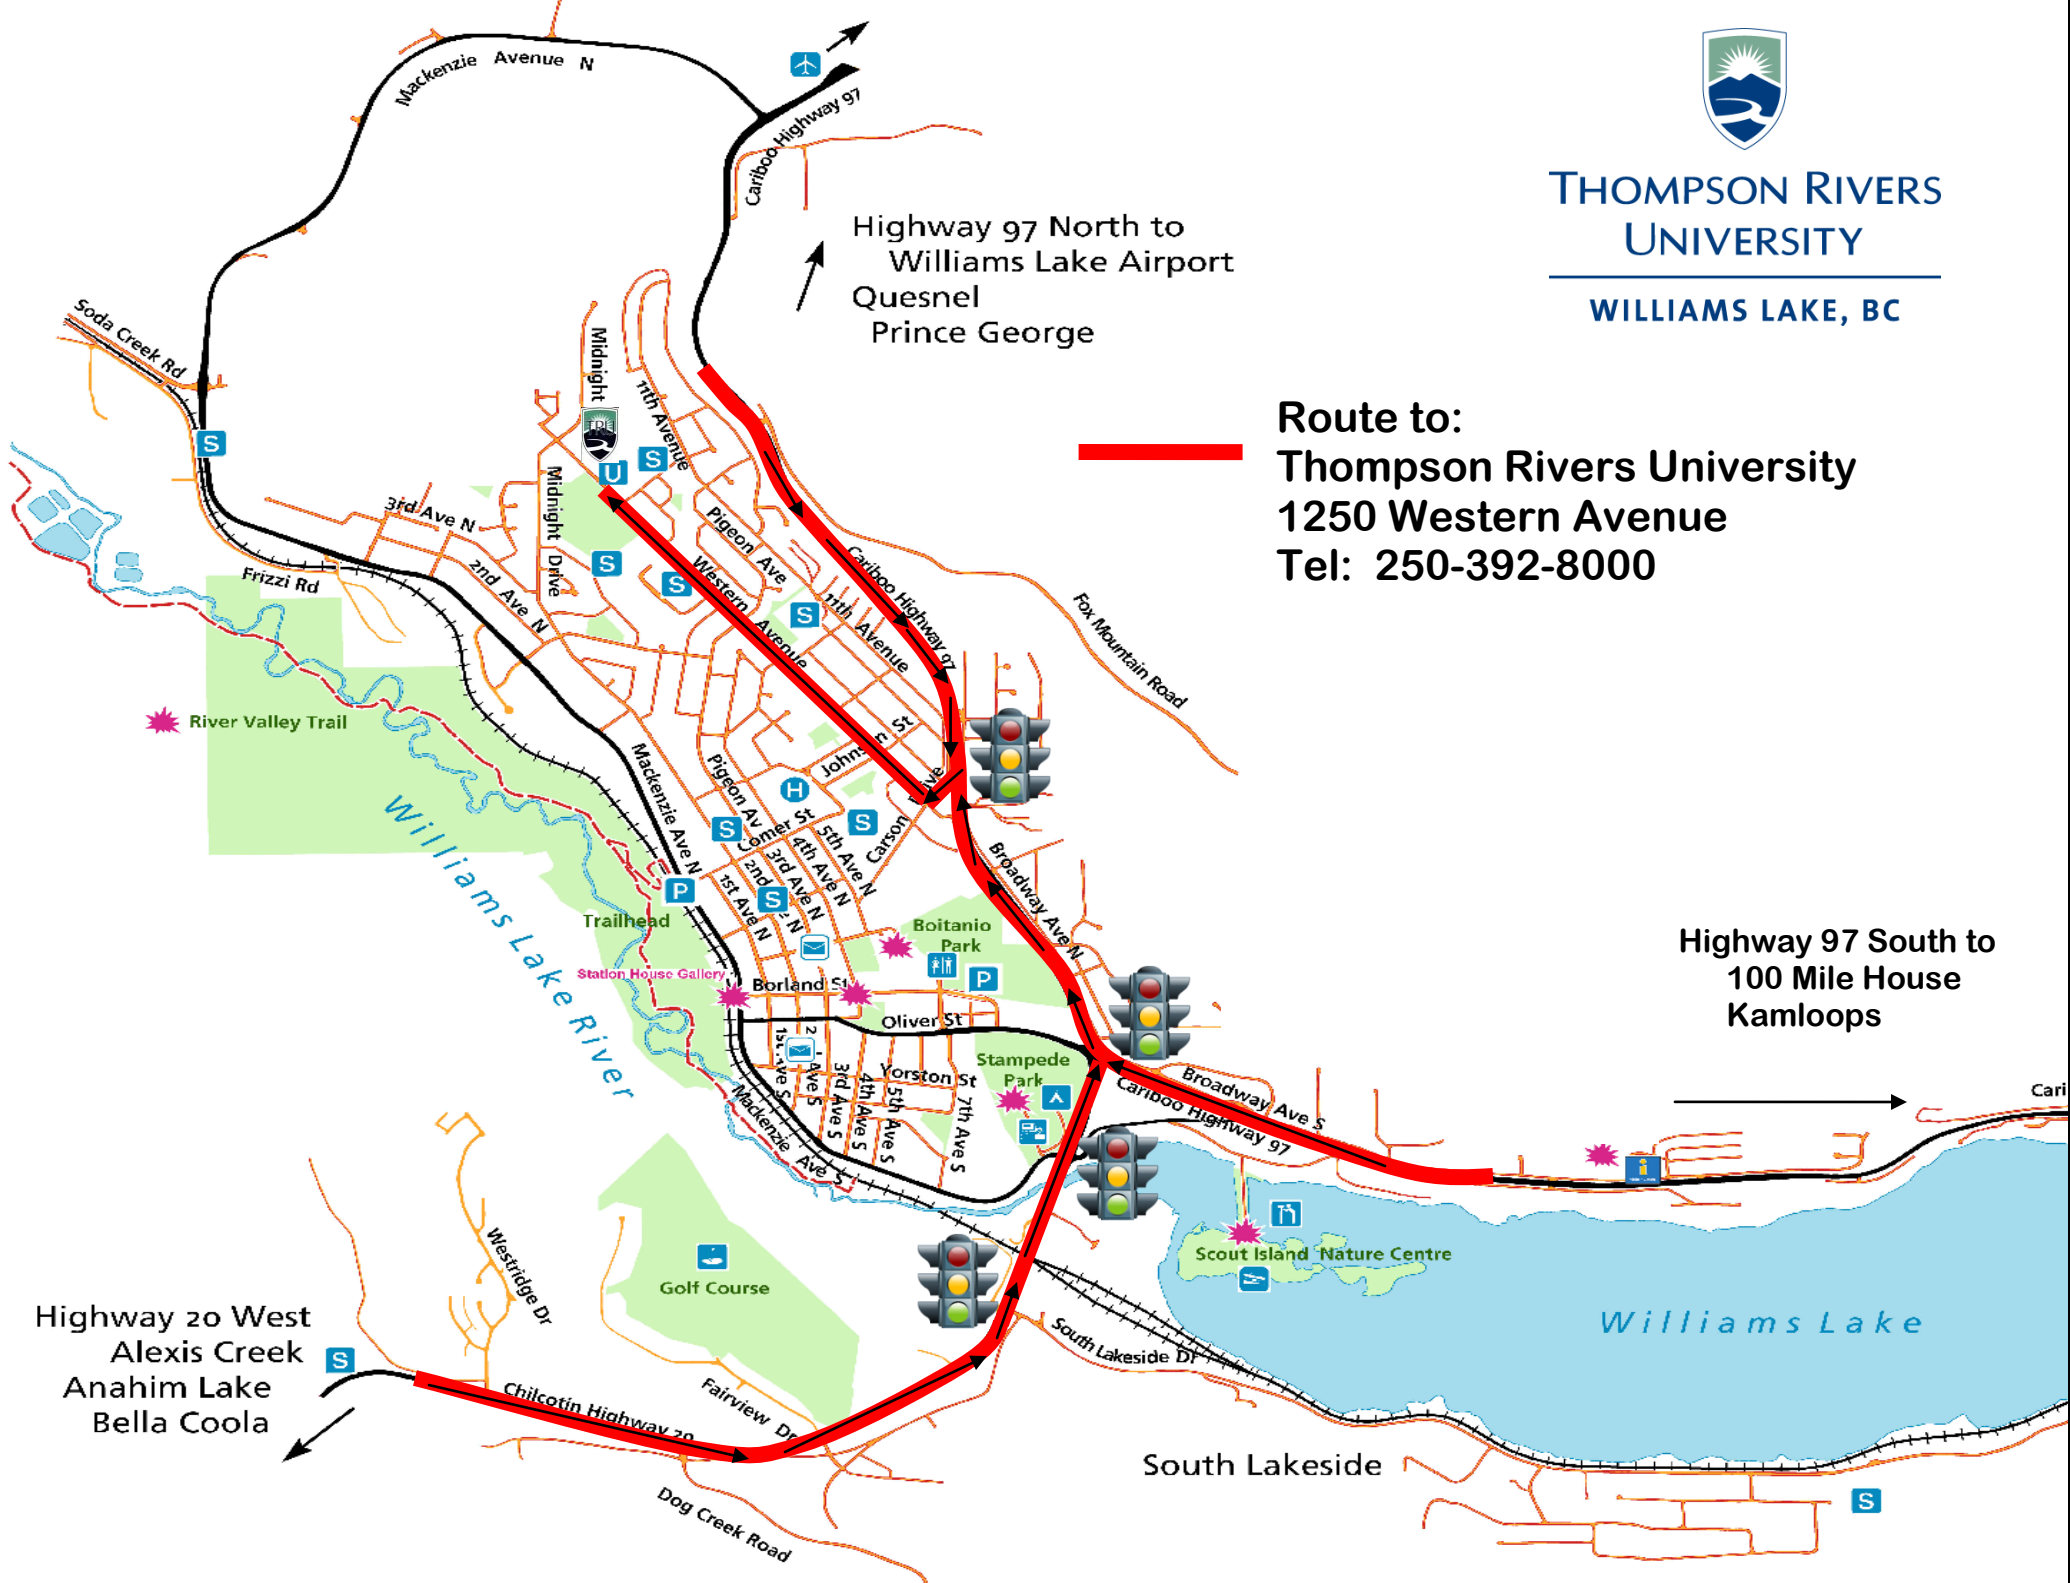 Mackenzie Avenue N
Cariboo Highway 97
THOMPSON RIVERS
UNIVERSITY
WILLIAMS LAKE, BC
Highway 97 North to
Williams Lake Airport
Quesnel
Prince George
Soda Creek Rd
Midnight
11th Avenue
TRU
Route to:
Thompson Rivers University
1250 Western Avenue
Tel: 250-392-8000
S
S
U
3rd Ave N
Midnight Drive
Pigeon Ave
Cariboo Highway 97
Frizzi Rd
2nd Ave N
S
S
Western Avenue
S
11th Avenue
Fox Mountain Road
River Valley Trail
Mackenzie Ave N
Pigeon Av
Johnson St
H
S
S
Comer St
Carson
5th Ave N
4th Ave N
3rd Ave N
2nd
N
1st Ave N
S
P
Broadway Ave N
Williams Lake River
Trailhead
Boitanio
Park
P
Station House Gallery
Borland St
Oliver St
Highway 97 South to
100 Mile House
Kamloops
Stampede
Park
Yorston St
Ave S
3rd Ave S
4th Ave S
5th Ave S
7th Ave S
Mackenzie Ave S
Broadway Ave S
Cariboo Highway 97
Cari
i
Scout Island Nature Centre
Golf Course
Westridge Dr
Williams Lake
Highway 20 West
Alexis Creek
Anahim Lake
Bella Coola
S
Chilcotin Highway 20
Fairview Dr
South Lakeside Dr
South Lakeside
Dog Creek Road
S